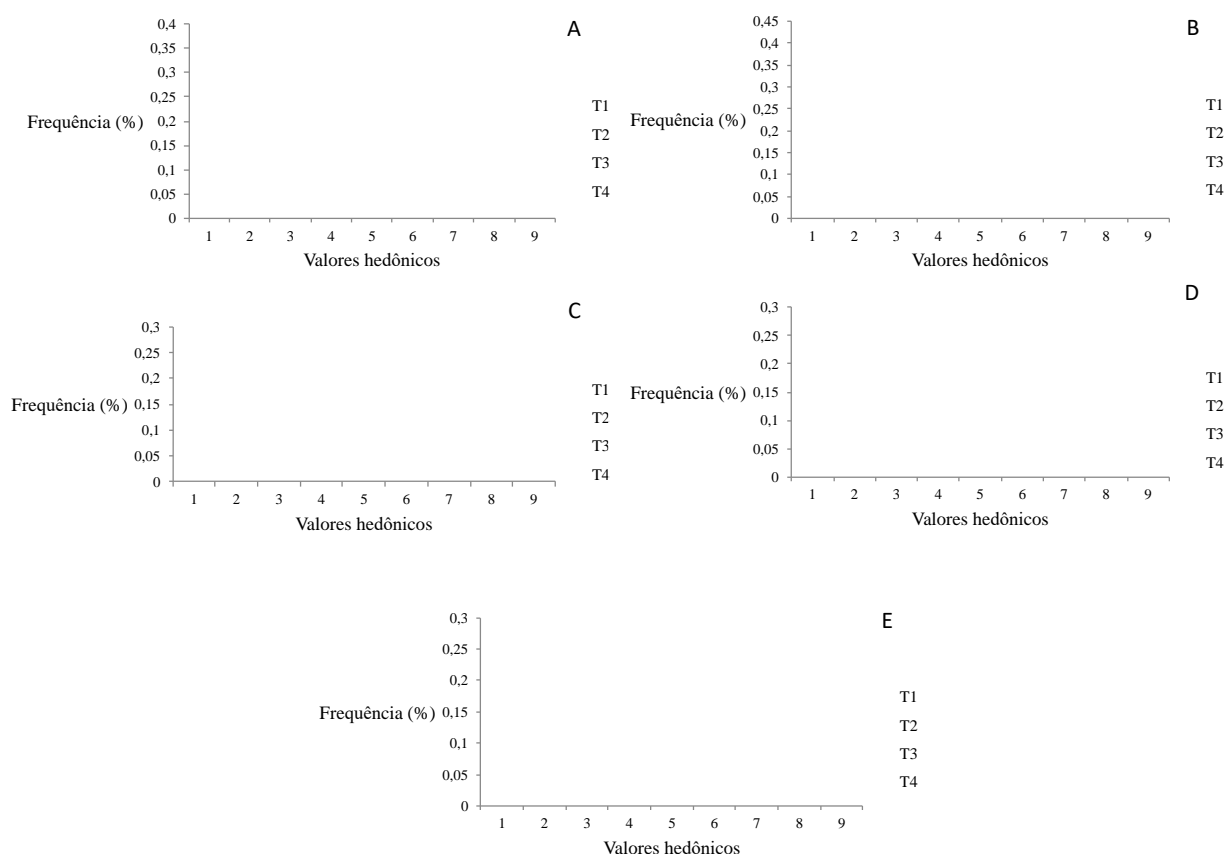 A
0,4
0,35
0,3
0,25
0,2
0,15
0,1
0,05
0
Frequência (%)
1 2 3 4 5 6 7 8 9
Valores hedônicos
T1
T2
T3
T4
B
0,45
0,4
0,35
0,3
0,25
0,2
0,15
0,1
0,05
0
Frequência (%)
1 2 3 4 5 6 7 8 9
Valores hedônicos
T1
T2
T3
T4
C
0,3
0,25
0,2
0,15
0,1
0,05
0
Frequência (%)
1 2 3 4 5 6 7 8 9
Valores hedônicos
T1
T2
T3
T4
D
0,3
0,25
0,2
0,15
0,1
0,05
0
Frequência (%)
1 2 3 4 5 6 7 8 9
Valores hedônicos
T1
T2
T3
T4
E
0,3
0,25
0,2
0,15
0,1
0,05
0
Frequência (%)
1 2 3 4 5 6 7 8 9
Valores hedônicos
T1
T2
T3
T4